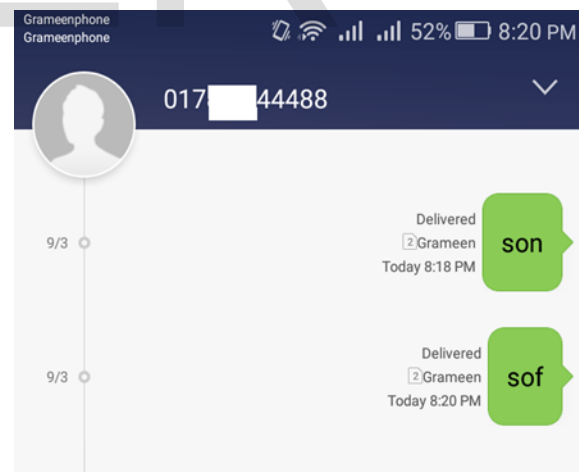 Grameenphone
Grameenphone
52% 8:20 PM
017 44488
Delivered
9/3 2 Grameen son
Today 8:18 PM
Delivered
9/3 2 Grameen sof
Today 8:20 PM